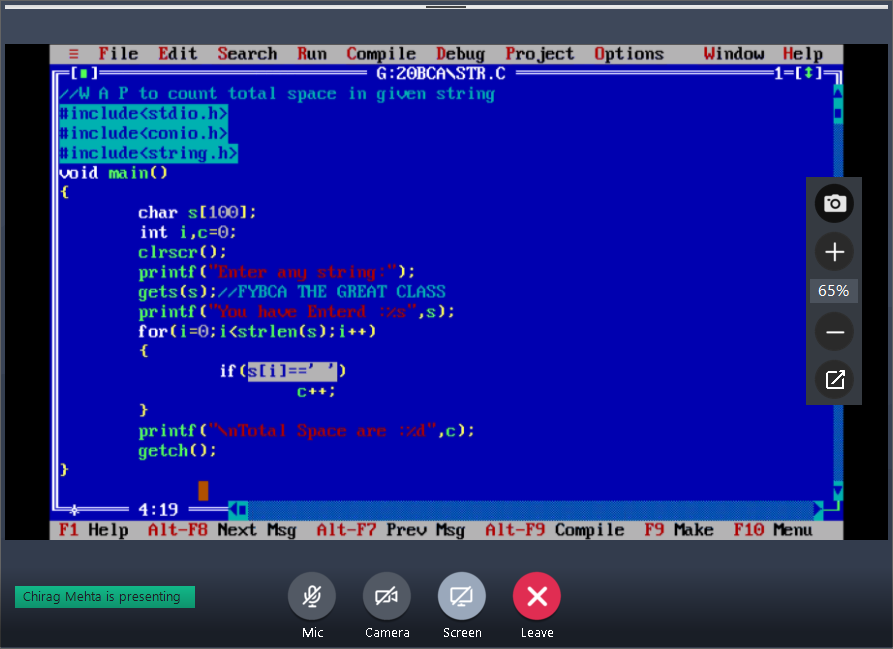 ≡ File Edit Search Run Compile Debug Project Options Window Help
[■] G:20BCA\STR.C 1=[↕]
//W A P to count total space in given string
#include<stdio.h>
#include<conio.h>
#include<string.h>
void main()
{
char s[100];
int i,c=0;
clrscr();
printf("Enter any string:");
gets(s);//FYBCA THE GREAT CLASS
printf("You have Enterd :%s",s);
for(i=0;i<strlen(s);i++)
{
if(s[i]==' ')
c++;
}
printf("\nTotal Space are :%d",c);
getch();
}
65%
* 4:19
F1 Help Alt-F8 Next Msg Alt-F7 Prev Msg Alt-F9 Compile F9 Make F10 Menu
Chirag Mehta is presenting
Mic Camera Screen Leave